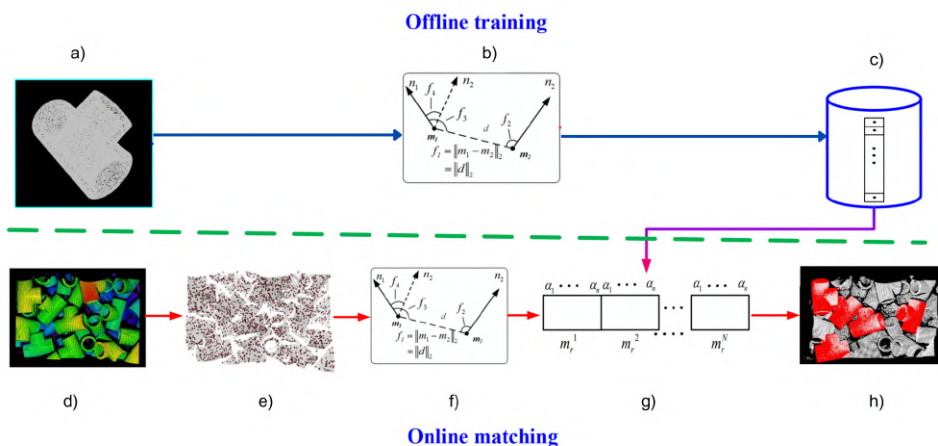 Offline training
a)
b)
c)
n₁
n₂
n₂
f₄
f₃
d
f₂
m₁
m₂
f₁ = ‖m₁ − m₂‖₂
= ‖d‖₂
α₁ ••• αₙ α₁ ••• αₙ α₁ ••• αₙ
n₁
n₂
n₂
f₄
f₃
d
f₂
m₁
m₂
f₁ = ‖m₁ − m₂‖₂
= ‖d‖₂
mᵣ¹ mᵣ² mᵣᴺ
d)
e)
f)
g)
h)
Online matching